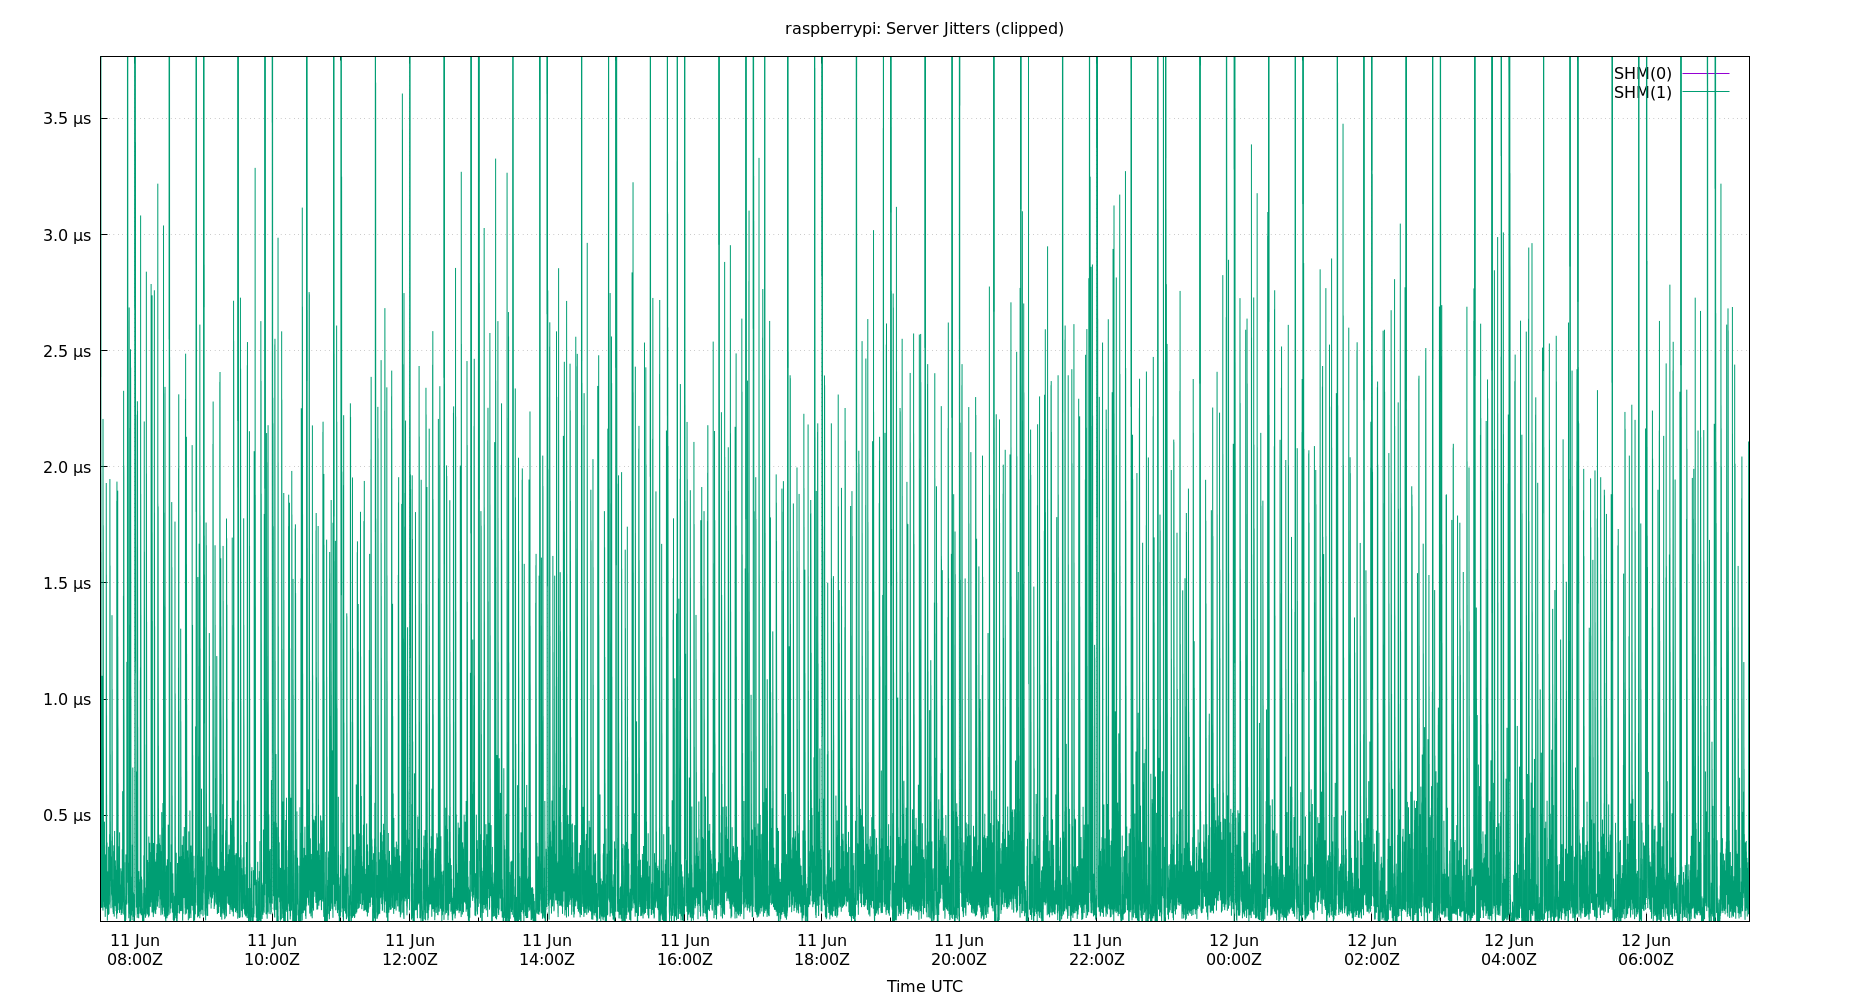 raspberrypi: Server Jitters (clipped)
SHM(0)
SHM(1)
3.5 μs
3.0 μs
2.5 μs
2.0 μs
1.5 μs
1.0 μs
0.5 μs
11 Jun 11 Jun 11 Jun 11 Jun 11 Jun 11 Jun 11 Jun 11 Jun 12 Jun 12 Jun 12 Jun 12 Jun
08:00Z 10:00Z 12:00Z 14:00Z 16:00Z 18:00Z 20:00Z 22:00Z 00:00Z 02:00Z 04:00Z 06:00Z
Time UTC